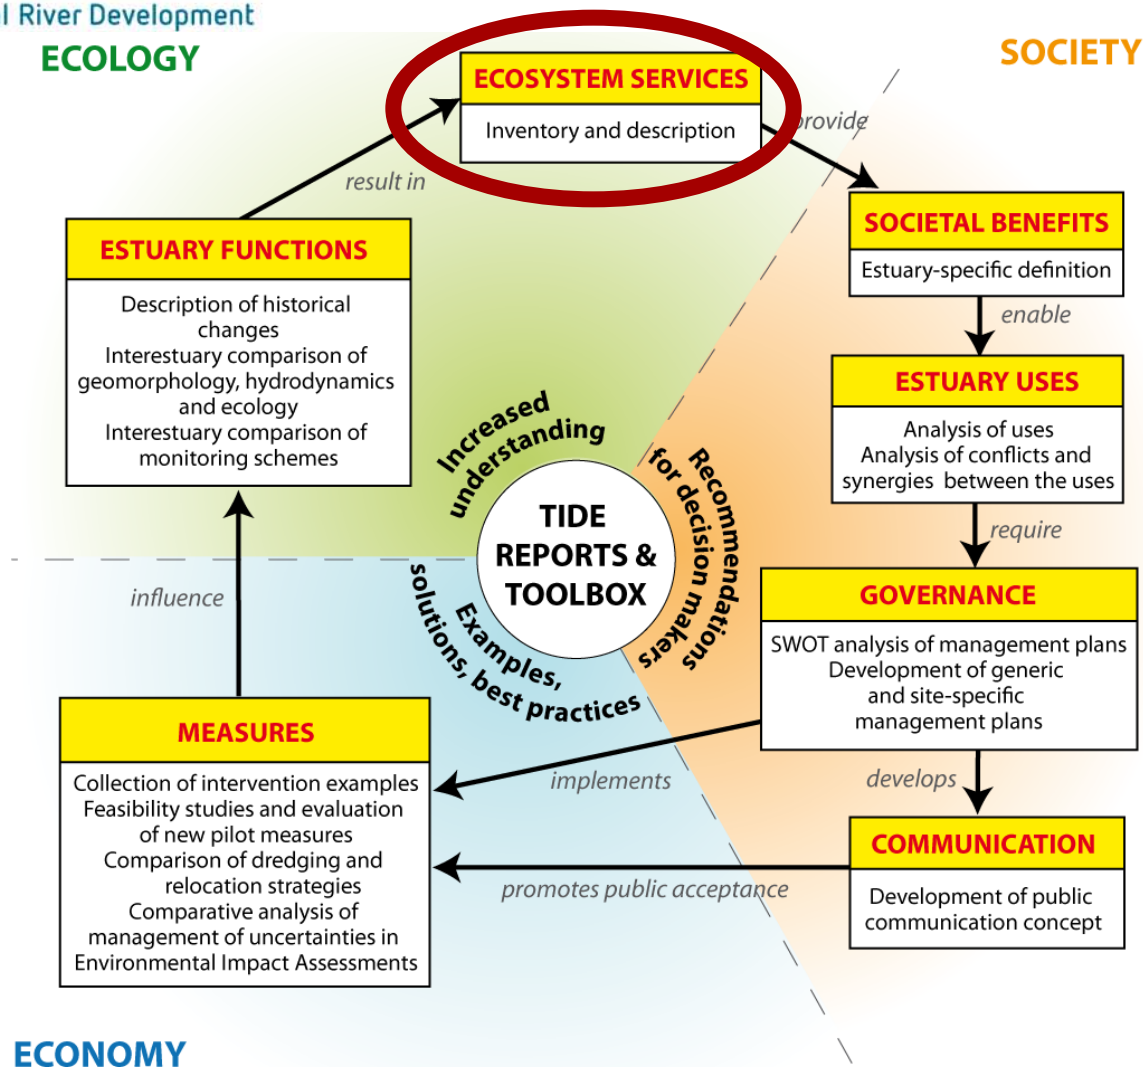 l River Development
ECOLOGY
SOCIETY
ECOSYSTEM SERVICES
Inventory and description
provide
result in
SOCIETAL BENEFITS
Estuary-specific definition
enable
ESTUARY FUNCTIONS
Description of historical
changes
Interestuary comparison of
geomorphology, hydrodynamics
and ecology
Interestuary comparison of
monitoring schemes
ESTUARY USES
Analysis of uses
Analysis of conflicts and
synergies between the uses
require
Increased
understanding
Recommendations
for decision makers
TIDE
REPORTS &
TOOLBOX
Examples,
solutions, best practices
influence
GOVERNANCE
SWOT analysis of management plans
Development of generic
and site-specific
management plans
implements
develops
MEASURES
Collection of intervention examples
Feasibility studies and evaluation
of new pilot measures
Comparison of dredging and
relocation strategies
Comparative analysis of
management of uncertainties in
Environmental Impact Assessments
COMMUNICATION
Development of public
communication concept
promotes public acceptance
ECONOMY